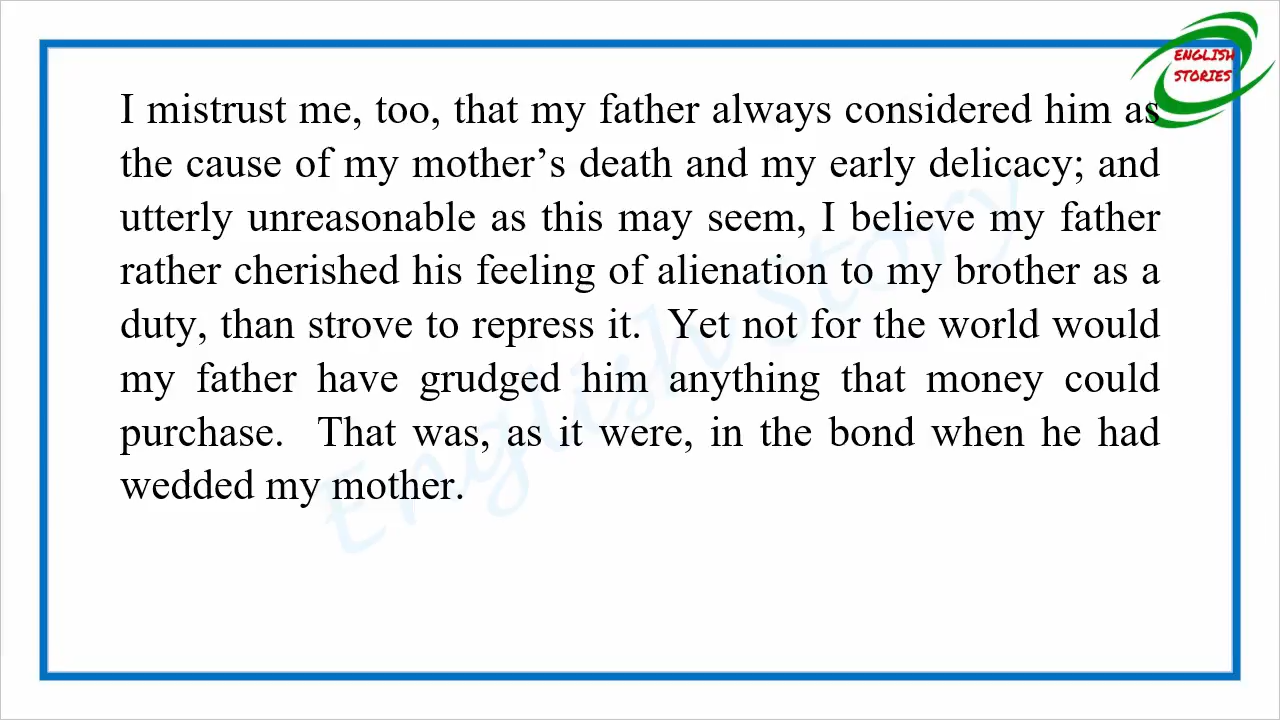 ENGLISH
STORIES
I mistrust me, too, that my father always considered him as
the cause of my mother’s death and my early delicacy; and
utterly unreasonable as this may seem, I believe my father
rather cherished his feeling of alienation to my brother as a
duty, than strove to repress it.  Yet not for the world would
my father have grudged him anything that money could
purchase.  That was, as it were, in the bond when he had
wedded my mother.
English Story